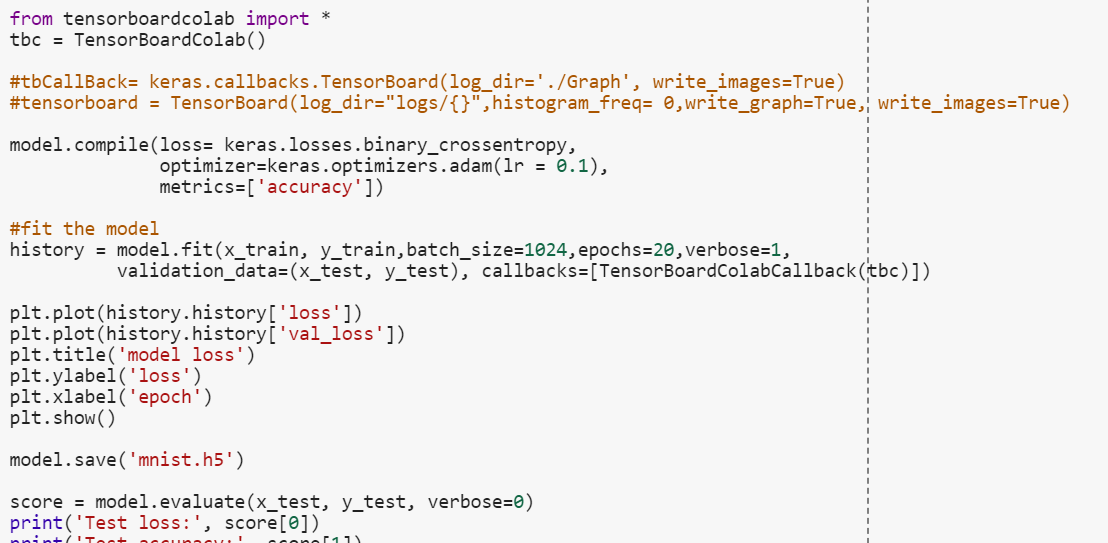 from tensorboardcolab import *
tbc = TensorBoardColab()
#tbCallBack= keras.callbacks.TensorBoard(log_dir='./Graph', write_images=True)
#tensorboard = TensorBoard(log_dir="logs/{}",histogram_freq= 0,write_graph=True, write_images=True)
model.compile(loss= keras.losses.binary_crossentropy,
              optimizer=keras.optimizers.adam(lr = 0.1),
              metrics=['accuracy'])
#fit the model
history = model.fit(x_train, y_train,batch_size=1024,epochs=20,verbose=1,
          validation_data=(x_test, y_test), callbacks=[TensorBoardColabCallback(tbc)])
plt.plot(history.history['loss'])
plt.plot(history.history['val_loss'])
plt.title('model loss')
plt.ylabel('loss')
plt.xlabel('epoch')
plt.show()
model.save('mnist.h5')
score = model.evaluate(x_test, y_test, verbose=0)
print('Test loss:', score[0])
print('Test accuracy:', score[1])